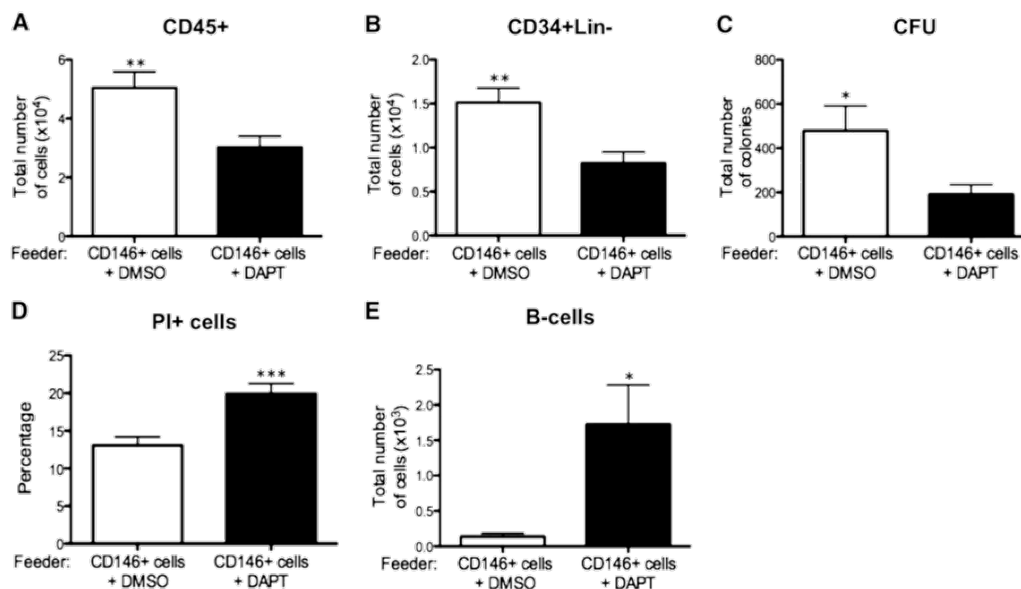 A
CD45+
Total number
of cells (x10⁴)
6
4
2
0
**
Feeder:
CD146+ cells
+ DMSO
CD146+ cells
+ DAPT
B
CD34+Lin-
Total number
of cells (x10⁴)
2.0
1.5
1.0
0.5
0.0
**
Feeder:
CD146+ cells
+ DMSO
CD146+ cells
+ DAPT
C
CFU
Total number
of colonies
800
600
400
200
0
*
Feeder:
CD146+ cells
+ DMSO
CD146+ cells
+ DAPT
D
PI+ cells
Percentage
25
20
15
10
5
0
***
Feeder:
CD146+ cells
+ DMSO
CD146+ cells
+ DAPT
E
B-cells
Total number
of cells (x10³)
2.5
2.0
1.5
1.0
0.5
0.0
*
Feeder:
CD146+ cells
+ DMSO
CD146+ cells
+ DAPT